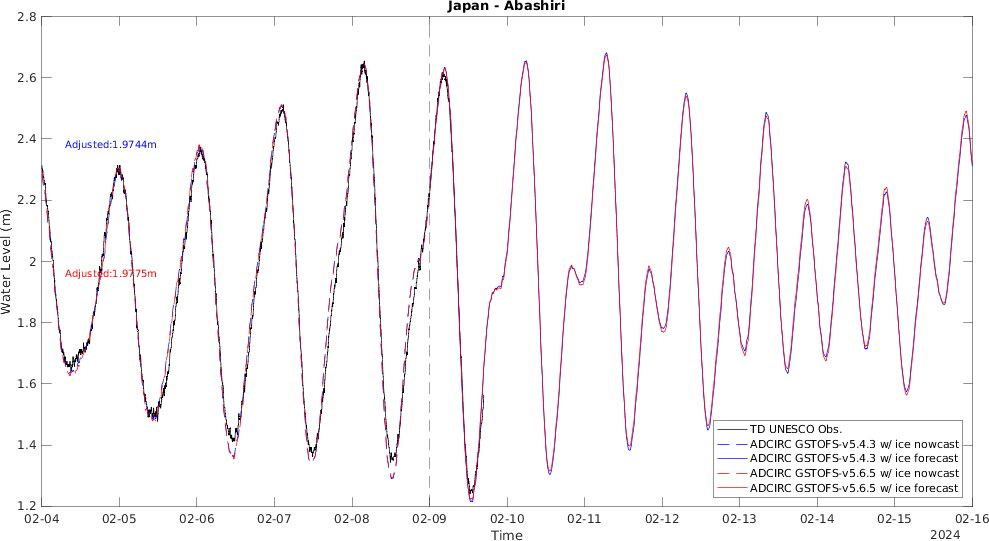 Japan - Abashiri
2.8
2.6
2.4
2.2
2
1.8
1.6
1.4
1.2
Water Level (m)
Adjusted:1.9744m
Adjusted:1.9775m
TD UNESCO Obs.
ADCIRC GSTOFS-v5.4.3 w/ ice nowcast
ADCIRC GSTOFS-v5.4.3 w/ ice forecast
ADCIRC GSTOFS-v5.6.5 w/ ice nowcast
ADCIRC GSTOFS-v5.6.5 w/ ice forecast
02-04 02-05 02-06 02-07 02-08 02-09 02-10 02-11 02-12 02-13 02-14 02-15 02-16
Time
2024